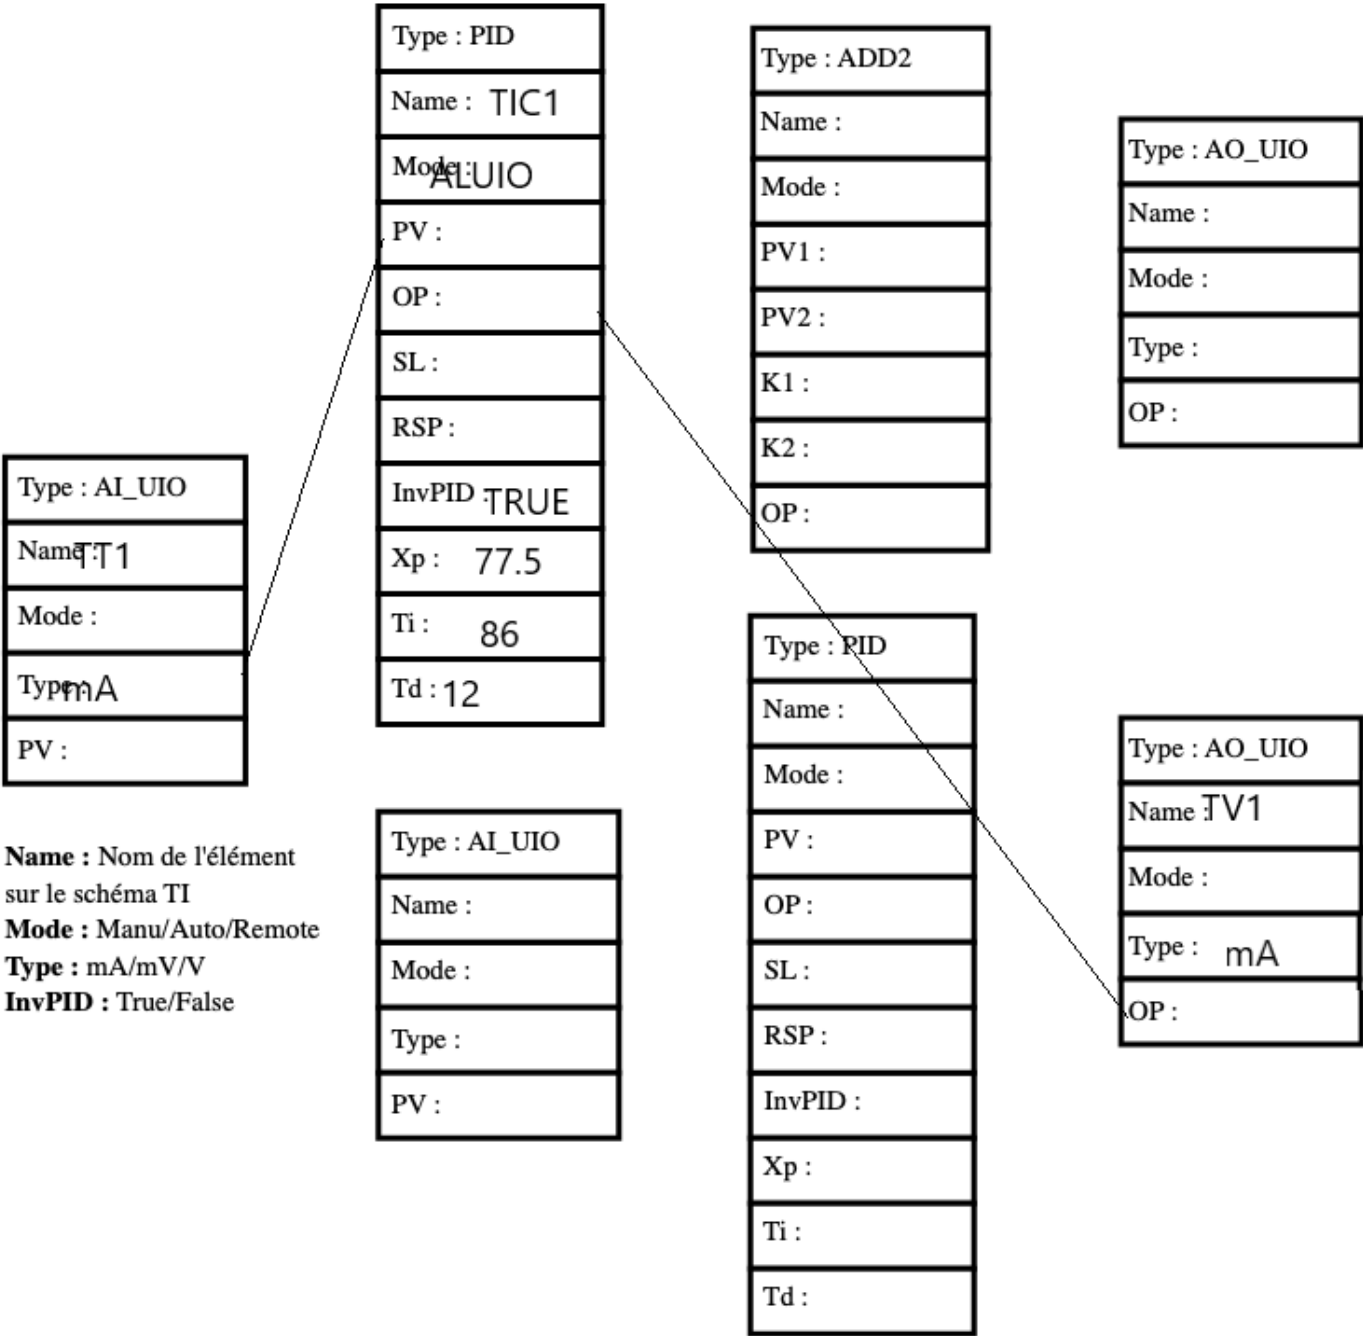 Type : PID
Name : TIC1
Mode : ALUIO
PV :
OP :
SL :
RSP :
InvPID : TRUE
Xp : 77.5
Ti : 86
Td : 12
Type : ADD2
Name :
Mode :
PV1 :
PV2 :
K1 :
K2 :
OP :
Type : AO_UIO
Name :
Mode :
Type :
OP :
Type : AI_UIO
Name : TT1
Mode :
Type : mA
PV :
Name : Nom de l'élément
sur le schéma TI
Mode : Manu/Auto/Remote
Type : mA/mV/V
InvPID : True/False
Type : AI_UIO
Name :
Mode :
Type :
PV :
Type : PID
Name :
Mode :
PV :
OP :
SL :
RSP :
InvPID :
Xp :
Ti :
Td :
Type : AO_UIO
Name : TV1
Mode :
Type : mA
OP :